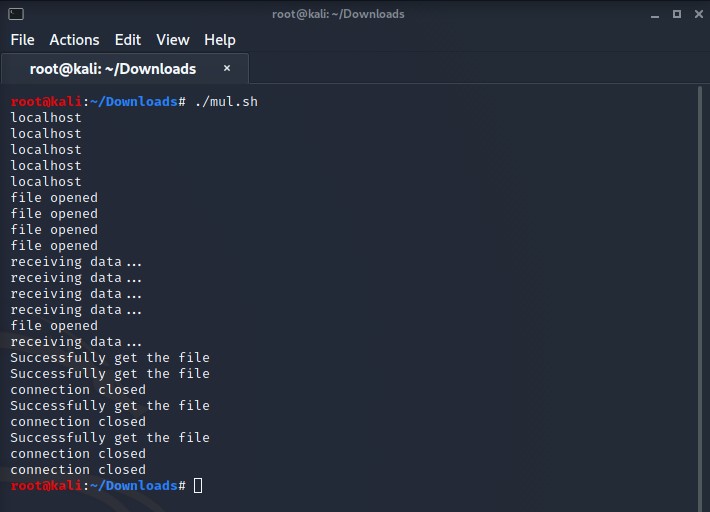 root@kali: ~/Downloads
File Actions Edit View Help
root@kali: ~/Downloads ×
root@kali:~/Downloads# ./mul.sh
localhost
localhost
localhost
localhost
localhost
file opened
file opened
file opened
file opened
receiving data...
receiving data...
receiving data...
receiving data...
file opened
receiving data...
Successfully get the file
Successfully get the file
connection closed
Successfully get the file
connection closed
Successfully get the file
connection closed
connection closed
root@kali:~/Downloads#